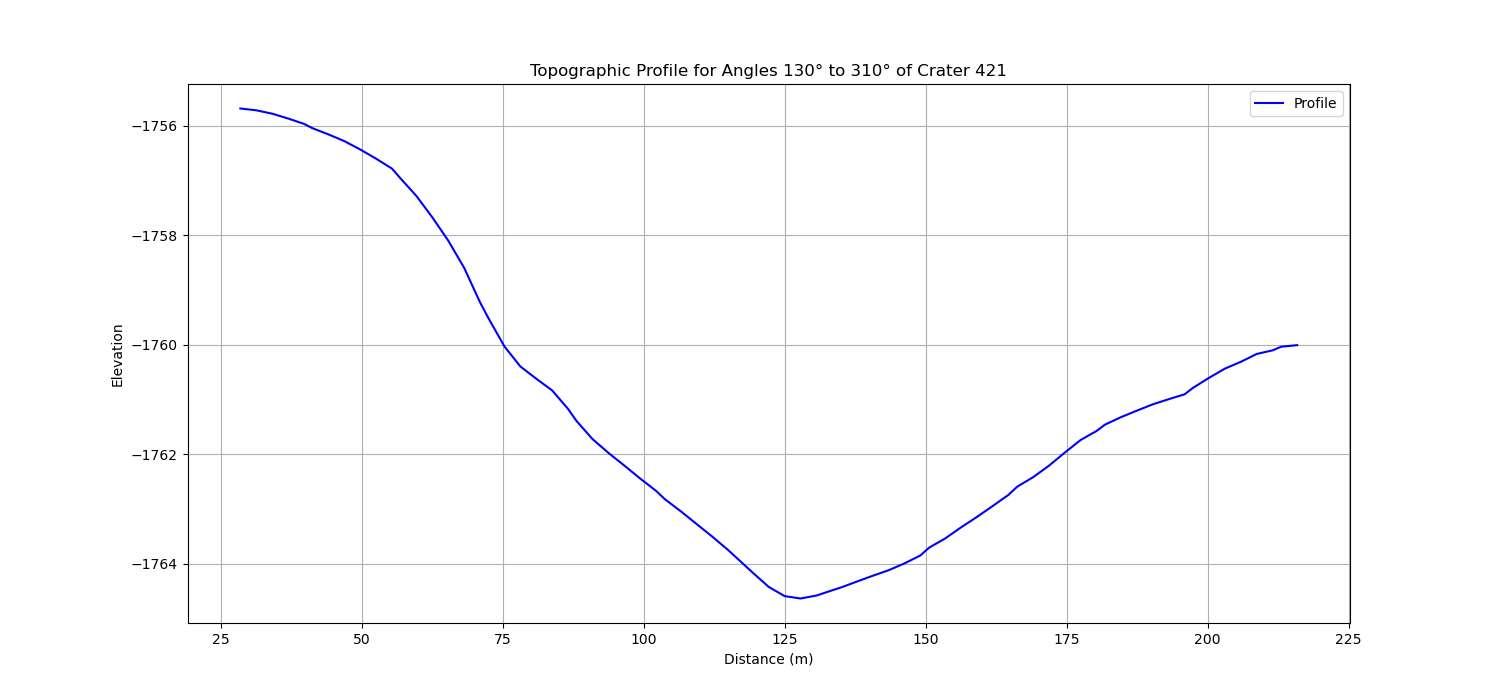 Topographic Profile for Angles 130° to 310° of Crater 421
Profile
−1756
−1758
−1760
−1762
−1764
Elevation
25 50 75 100 125 150 175 200 225
Distance (m)